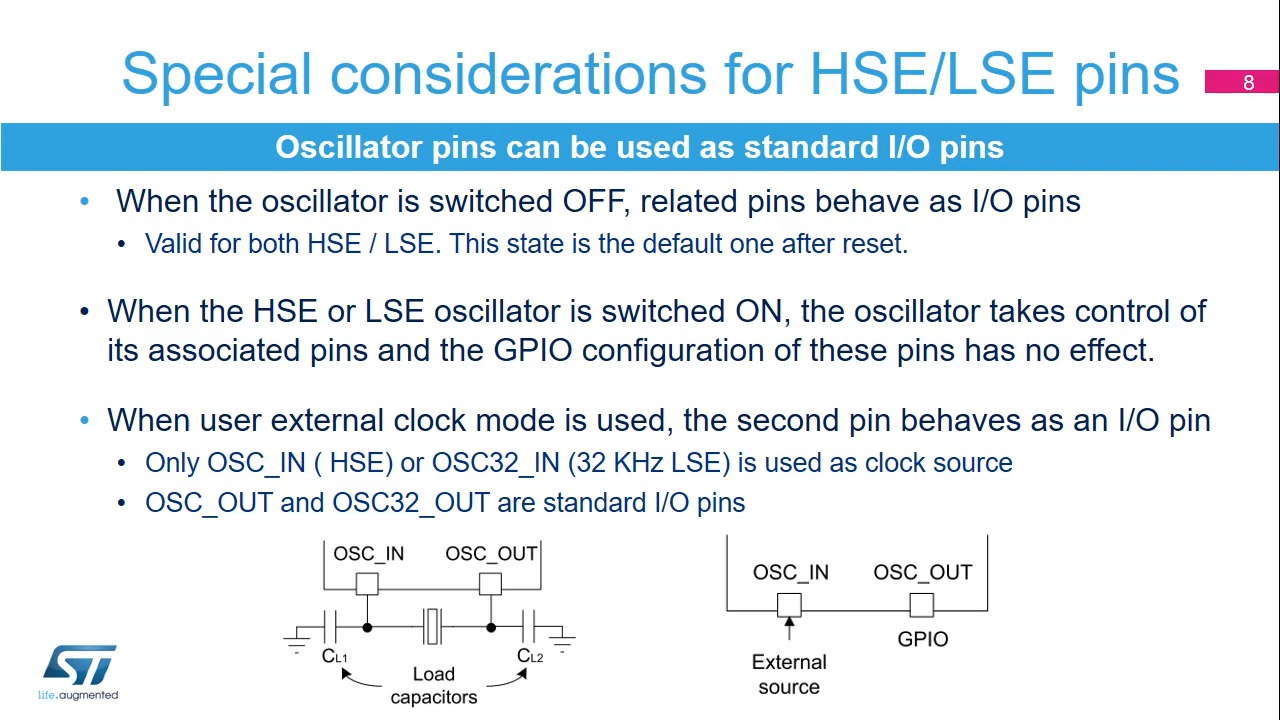 Special considerations for HSE/LSE pins
8
Oscillator pins can be used as standard I/O pins
• When the oscillator is switched OFF, related pins behave as I/O pins
• Valid for both HSE / LSE. This state is the default one after reset.
• When the HSE or LSE oscillator is switched ON, the oscillator takes control of
its associated pins and the GPIO configuration of these pins has no effect.
• When user external clock mode is used, the second pin behaves as an I/O pin
• Only OSC_IN ( HSE) or OSC32_IN (32 KHz LSE) is used as clock source
• OSC_OUT and OSC32_OUT are standard I/O pins
OSC_IN OSC_OUT
CL1 CL2
Load
capacitors
OSC_IN OSC_OUT
GPIO
External
source
ST
life.augmented